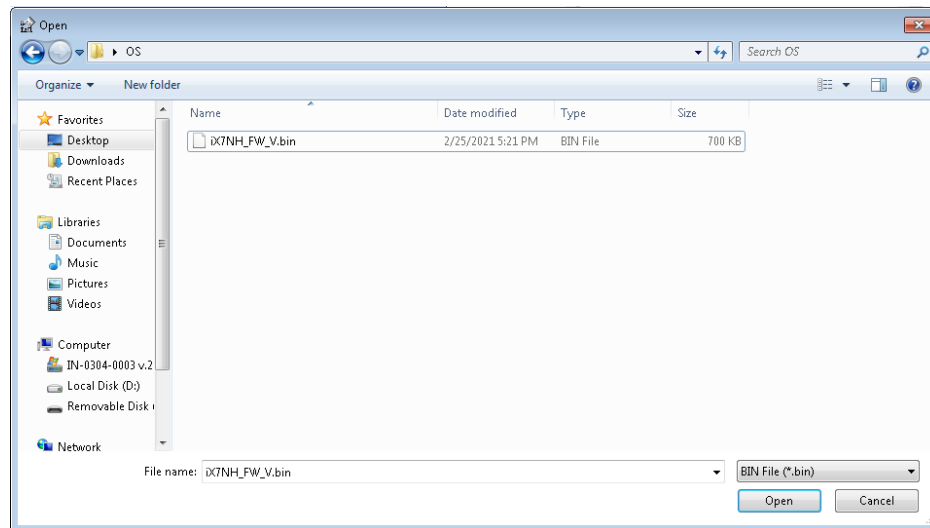 Open
OS
Search OS
Organize
New folder
Favorites
Desktop
Downloads
Recent Places
Libraries
Documents
Music
Pictures
Videos
Computer
IN-0304-0003 v.2
Local Disk (D:)
Removable Disk
Network
Name
Date modified
Type
Size
iX7NH_FW_V.bin
2/25/2021 5:21 PM
BIN File
700 KB
File name:
iX7NH_FW_V.bin
BIN File (*.bin)
Open
Cancel